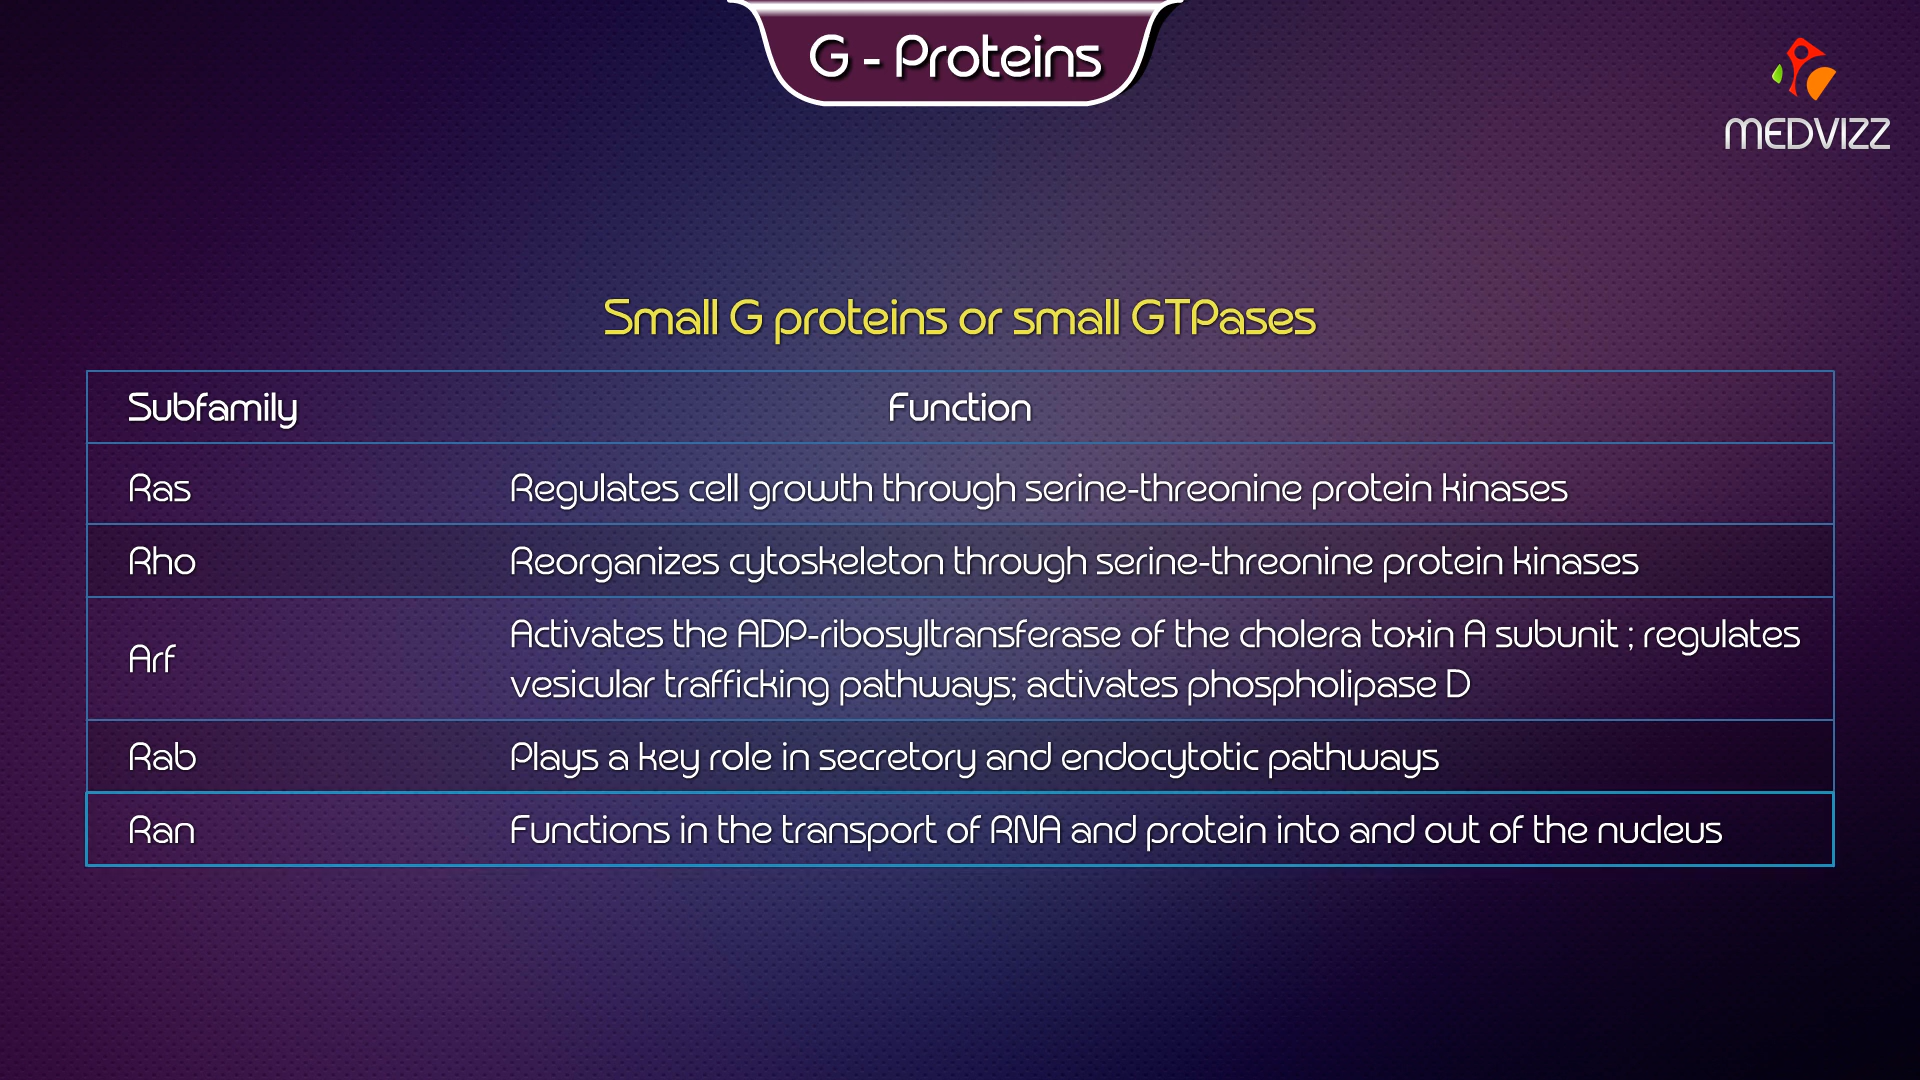 G - Proteins
MEDVIZZ
Small G proteins or small GTPases
Subfamily Function
Ras Regulates cell growth through serine-threonine protein kinases
Rho Reorganizes cytoskeleton through serine-threonine protein kinases
Arf Activates the ADP-ribosyltransferase of the cholera toxin A subunit ; regulates
vesicular trafficking pathways; activates phospholipase D
Rab Plays a key role in secretory and endocytotic pathways
Ran Functions in the transport of RNA and protein into and out of the nucleus